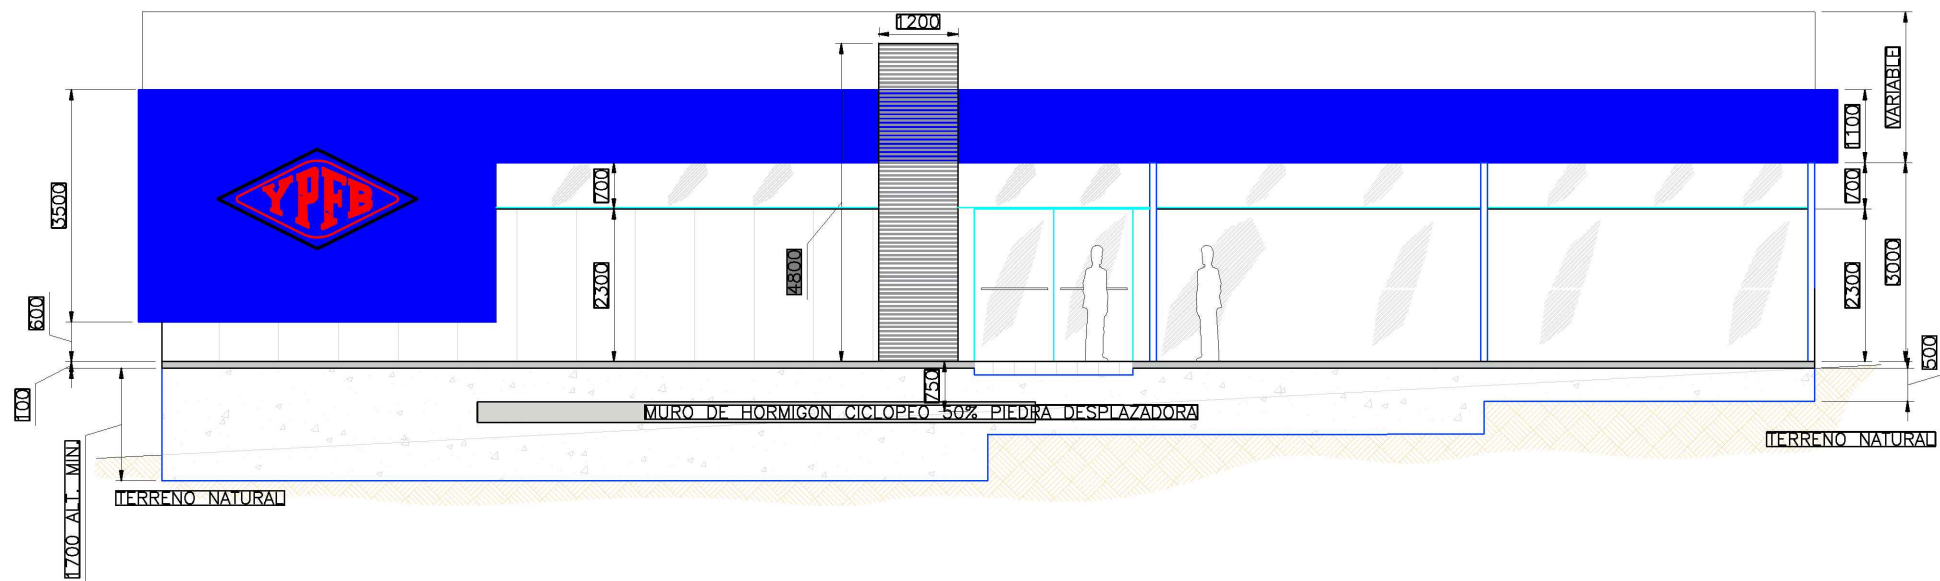 1200
VARIABLE
1100
3500
YPFB
700
700
4800
2300
2300
3000
600
500
100
750
MURO DE HORMIGON CICLOPEO 50% PIEDRA DESPLAZADORA
TERRENO NATURAL
1700 ALT. MIN
TERRENO NATURAL